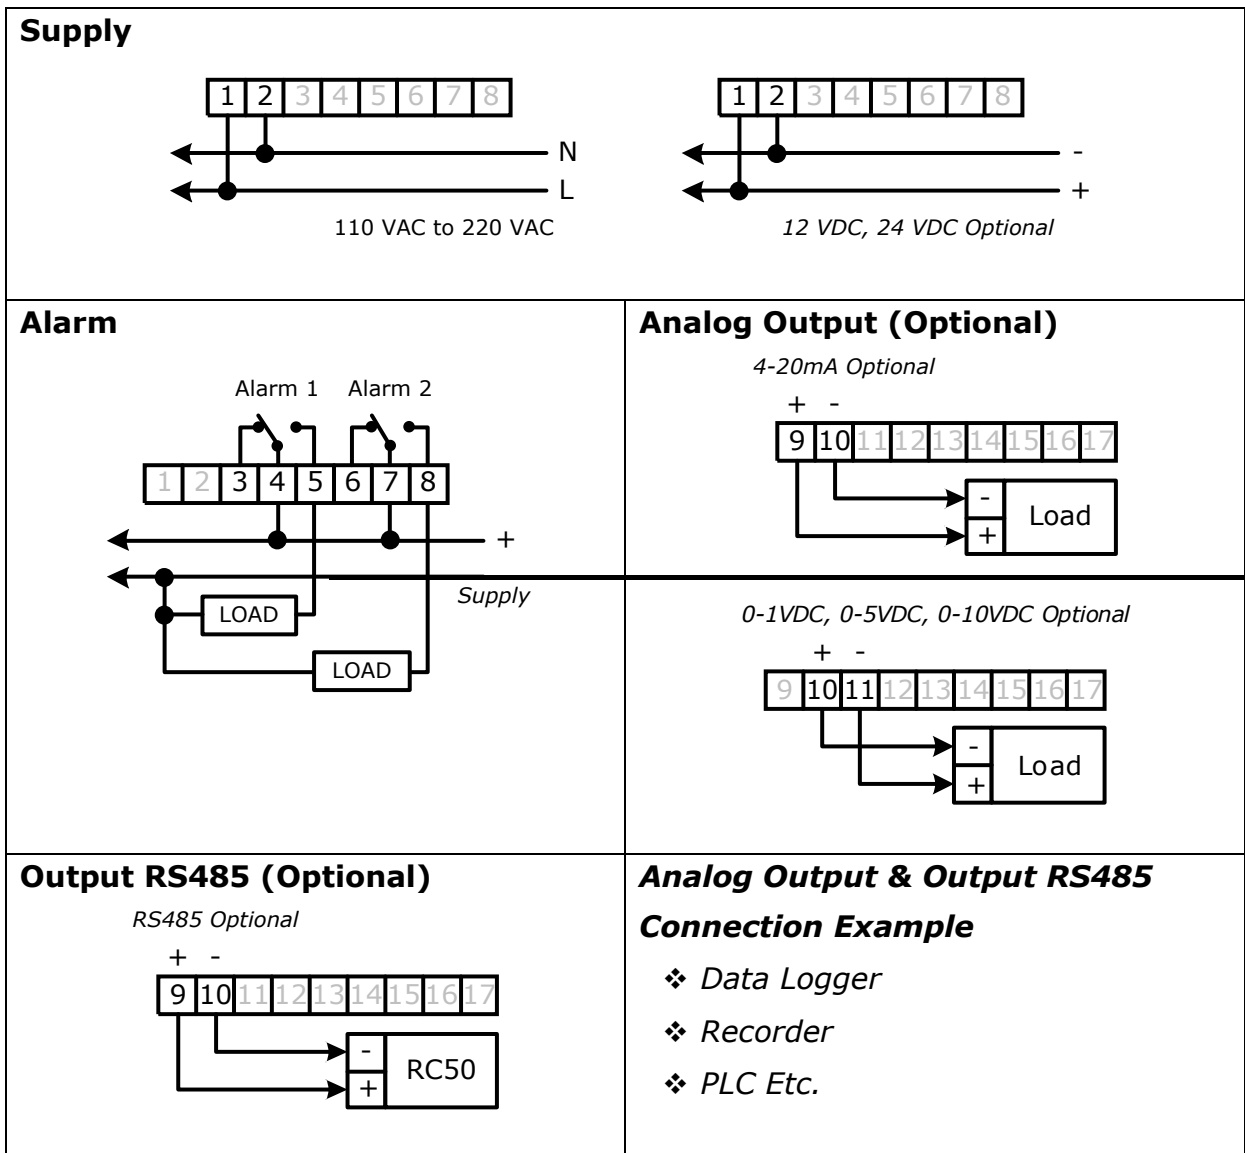 Supply
1 2 3 4 5 6 7 8
N
L
110 VAC to 220 VAC
1 2 3 4 5 6 7 8
-
+
12 VDC, 24 VDC Optional
Alarm
Alarm 1 Alarm 2
1 2 3 4 5 6 7 8
+
Supply
LOAD
LOAD
Analog Output (Optional)
4-20mA Optional
+ -
9 10 11 12 13 14 15 16 17
-
+
Load
0-1VDC, 0-5VDC, 0-10VDC Optional
+ -
9 10 11 12 13 14 15 16 17
-
+
Load
Output RS485 (Optional)
RS485 Optional
+ -
9 10 11 12 13 14 15 16 17
-
+
RC50
Analog Output & Output RS485
Connection Example
❖ Data Logger
❖ Recorder
❖ PLC Etc.